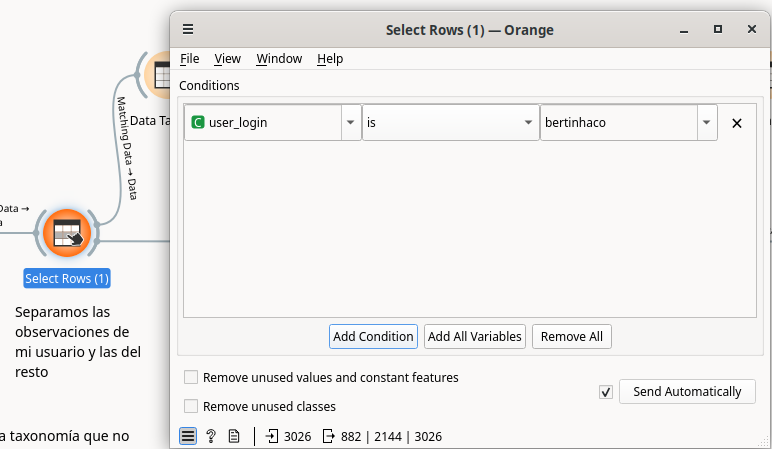 Select Rows (1) — Orange
File View Window Help
Conditions
C user_login is bertinhaco
Add Condition Add All Variables Remove All
Remove unused values and constant features
Remove unused classes
Send Automatically
? 3026 882 | 2144 | 3026
Data Ta
Matching Data → Data
Data →
a
Select Rows (1)
Separamos las
observaciones de
mi usuario y las del
resto
a taxonomía que no